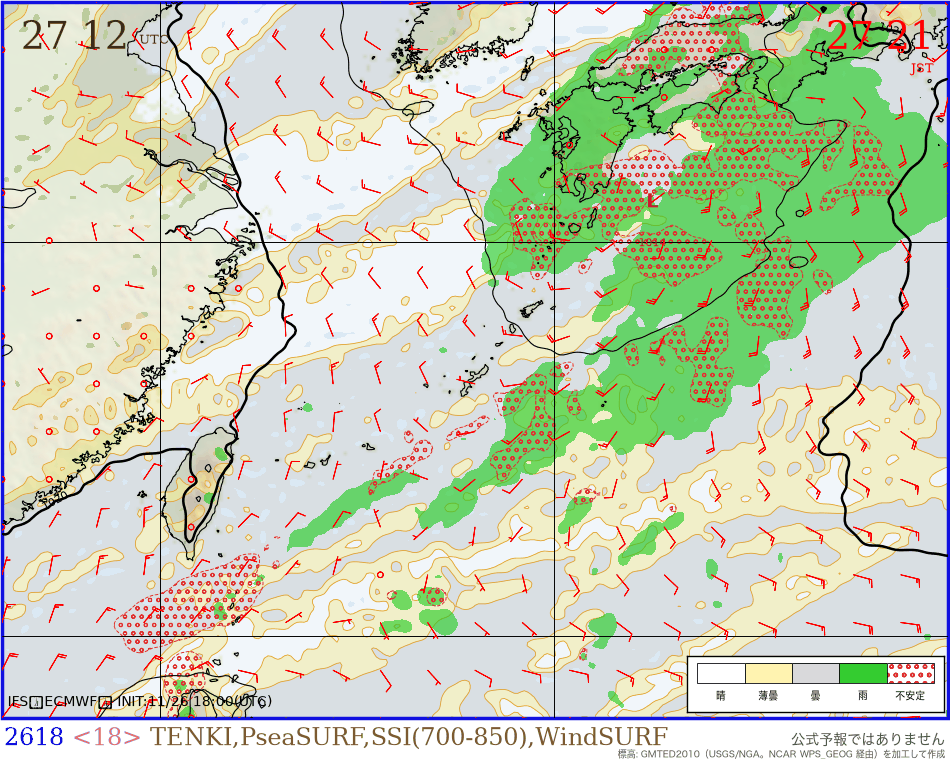 27 12 (UTC)
27 21
JST
L
IFS ECMWF INIT:11/26 18:00(UTC)
晴 薄曇 曇 雨 不安定
2618 <18> TENKI,PseaSURF,SSI(700-850),WindSURF
公式予報ではありません
標高: GMTED2010（USGS/NGA。NCAR WPS_GEOG 経由）を加工して作成